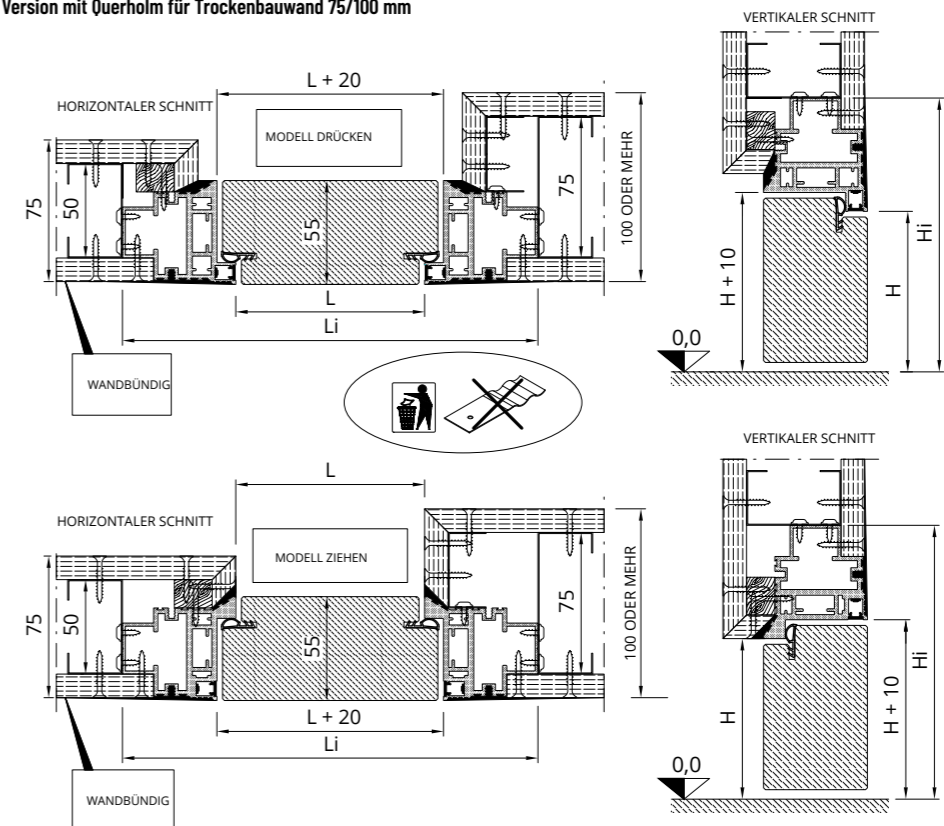 Version mit Querholm für Trockenbauwand 75/100 mm
VERTIKALER SCHNITT
L + 20
HORIZONTALER SCHNITT
MODELL DRÜCKEN
75
50
55
75
100 ODER MEHR
L
Li
WANDBÜNDIG
H + 10
H
Hi
0,0
VERTIKALER SCHNITT
L
HORIZONTALER SCHNITT
MODELL ZIEHEN
75
50
55
75
100 ODER MEHR
L + 20
Li
WANDBÜNDIG
H
H + 10
Hi
0,0